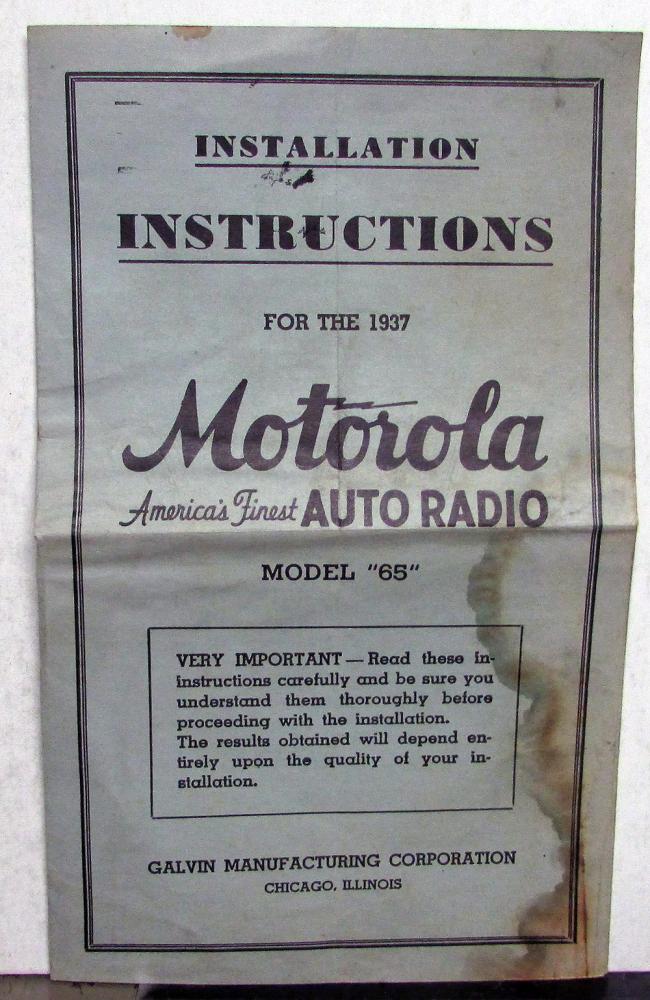 INSTALLATION
INSTRUCTIONS
FOR THE 1937
Motorola
America's Finest AUTO RADIO
MODEL "65"
VERY IMPORTANT — Read these in-
instructions carefully and be sure you
understand them thoroughly before
proceeding with the installation.
The results obtained will depend en-
tirely upon the quality of your in-
stallation.
GALVIN MANUFACTURING CORPORATION
CHICAGO, ILLINOIS